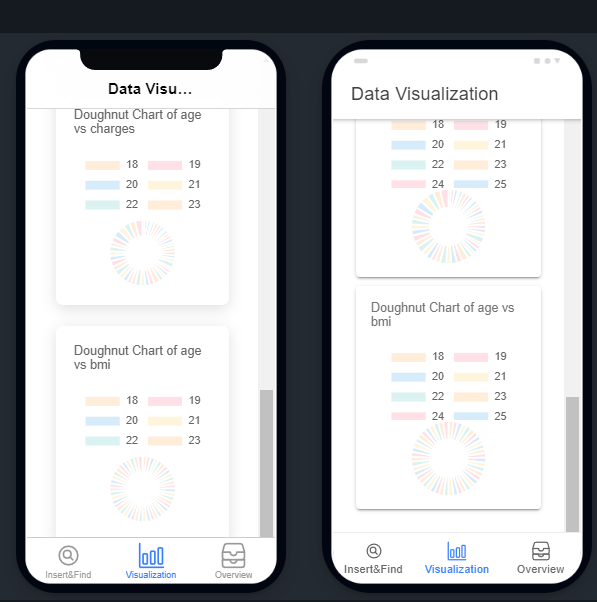 Data Visu...
Doughnut Chart of age
vs charges
18 19
20 21
22 23
Doughnut Chart of age
vs bmi
18 19
20 21
22 23
Insert&Find Visualization Overview
Data Visualization
18 19
20 21
22 23
24 25
Doughnut Chart of age vs
bmi
18 19
20 21
22 23
24 25
Insert&Find Visualization Overview